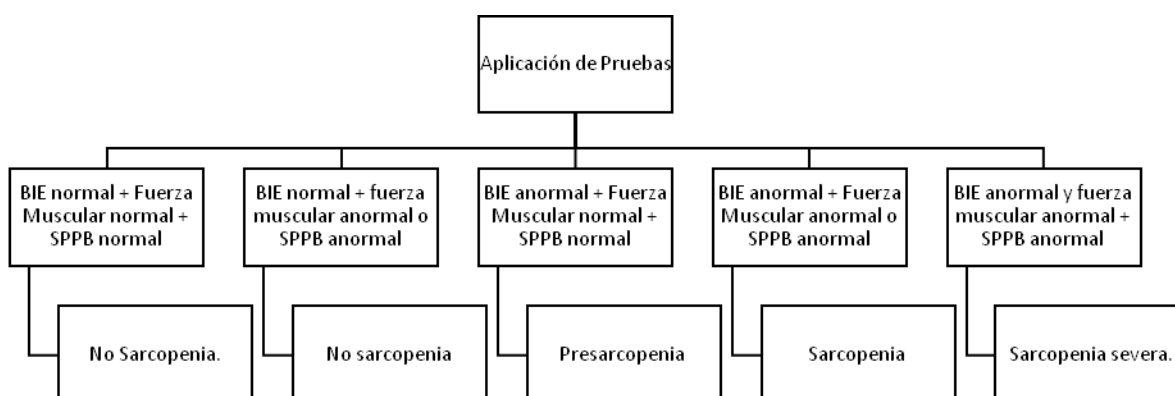 Aplicación de Pruebas
BIE normal + Fuerza
Muscular normal +
SPPB normal
BIE normal + fuerza
muscular anormal o
SPPB anormal
BIE anormal + Fuerza
Muscular normal +
SPPB normal
BIE anormal + Fuerza
Muscular anormal o
SPPB anormal
BIE anormal y fuerza
muscular anormal +
SPPB anormal
No Sarcopenia.
No sarcopenia
Presarcopenia
Sarcopenia
Sarcopenia severa.